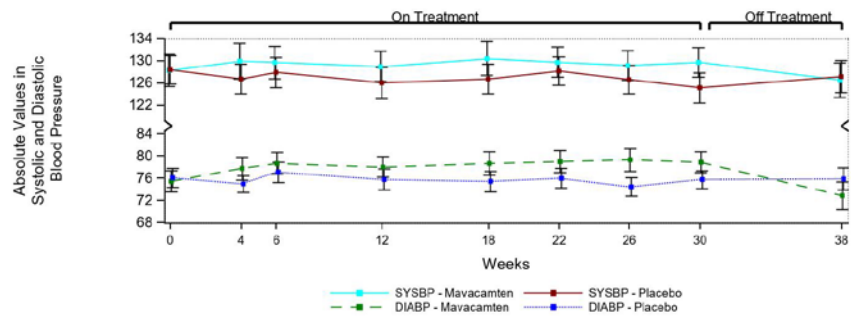 On Treatment
Off Treatment
Absolute Values in
Systolic and Diastolic
Blood Pressure
134
130
126
122
84
80
76
72
68
0 4 6 12 18 22 26 30 38
Weeks
SYSBP - Mavacamten SYSBP - Placebo
DIABP - Mavacamten DIABP - Placebo